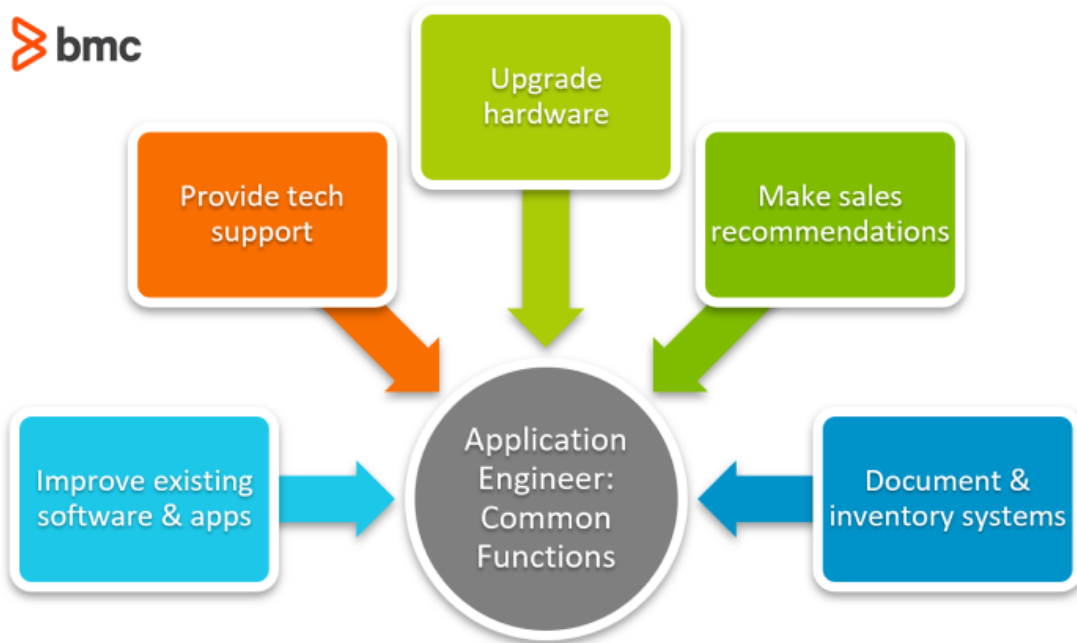 bmc
Upgrade
hardware
Provide tech
support
Make sales
recommendations
Improve existing
software & apps
Application
Engineer:
Common
Functions
Document &
inventory systems